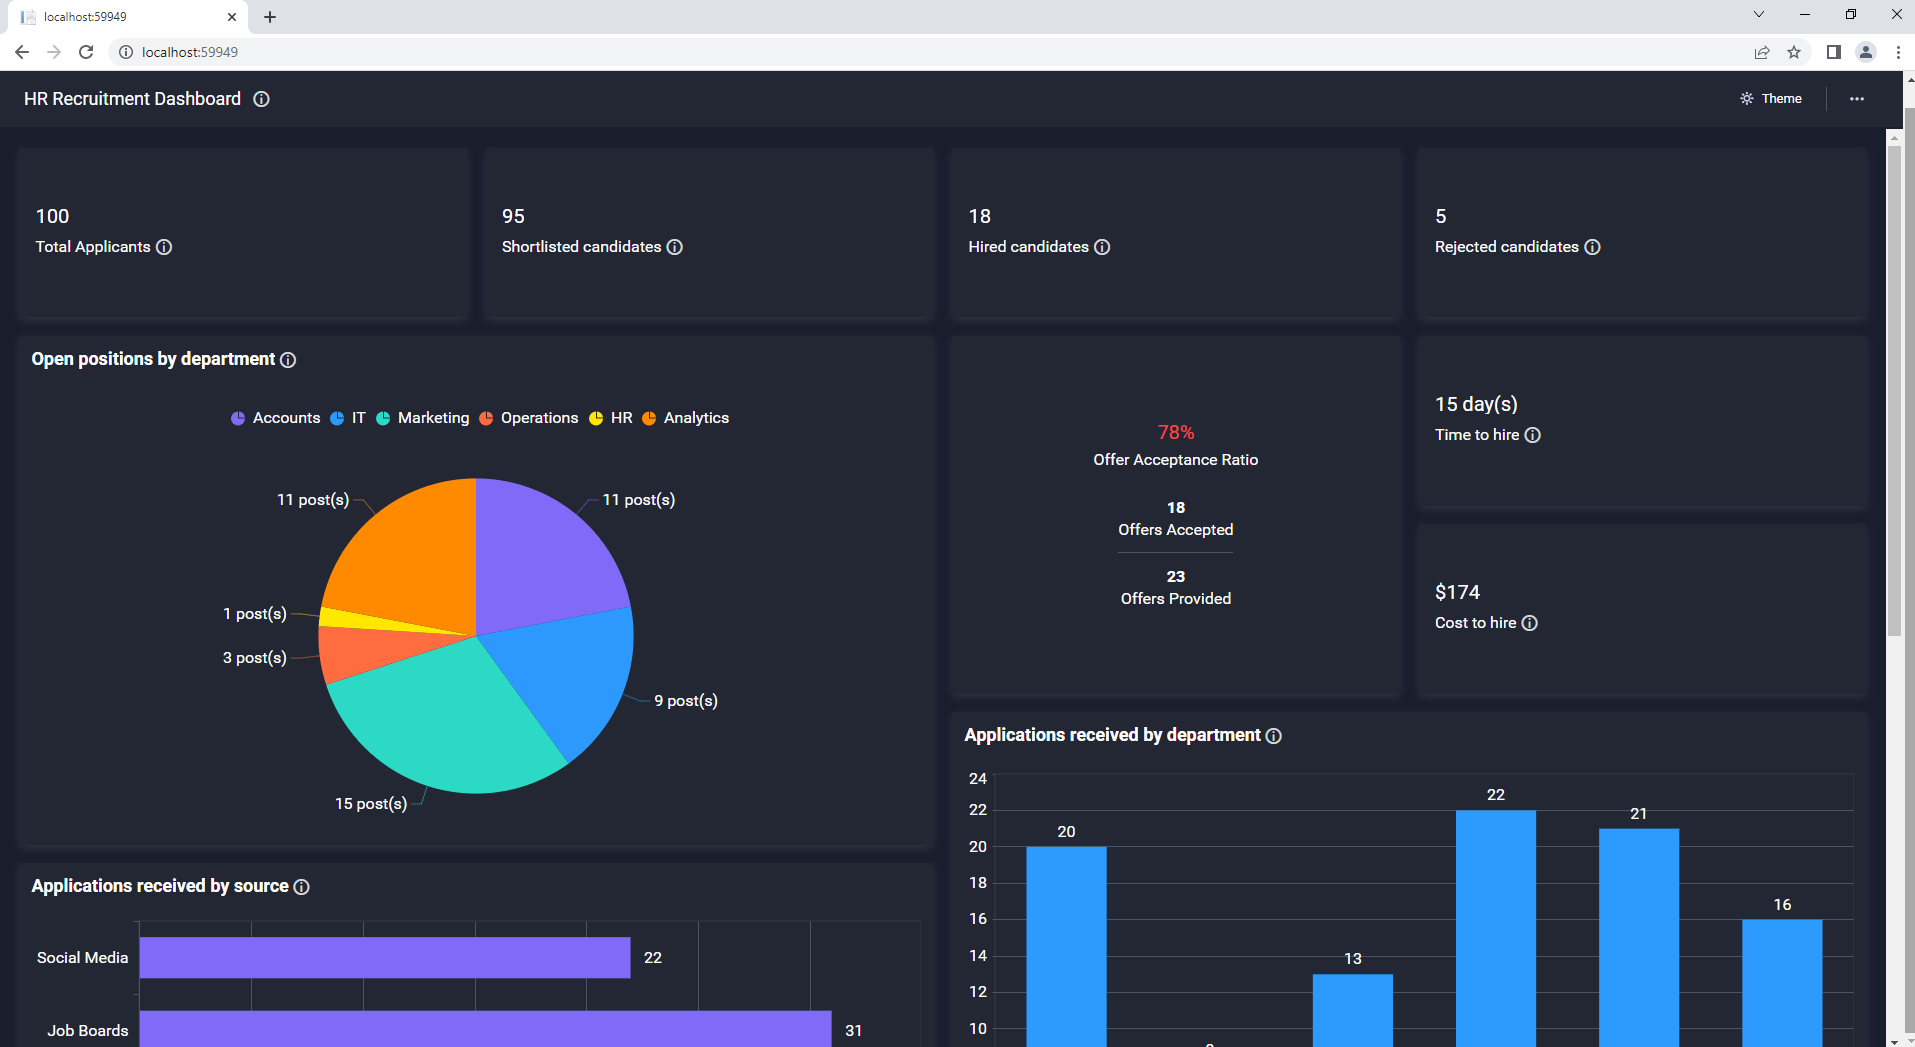 localhost:59949
localhost:59949
HR Recruitment Dashboard
Theme
100
Total Applicants
95
Shortlisted candidates
18
Hired candidates
5
Rejected candidates
Open positions by department
Accounts IT Marketing Operations HR Analytics
11 post(s)
11 post(s)
1 post(s)
3 post(s)
9 post(s)
15 post(s)
78%
Offer Acceptance Ratio
18
Offers Accepted
23
Offers Provided
15 day(s)
Time to hire
$174
Cost to hire
Applications received by source
Social Media
22
Job Boards
31
Applications received by department
24
22
20
18
16
14
12
10
20
13
22
21
16